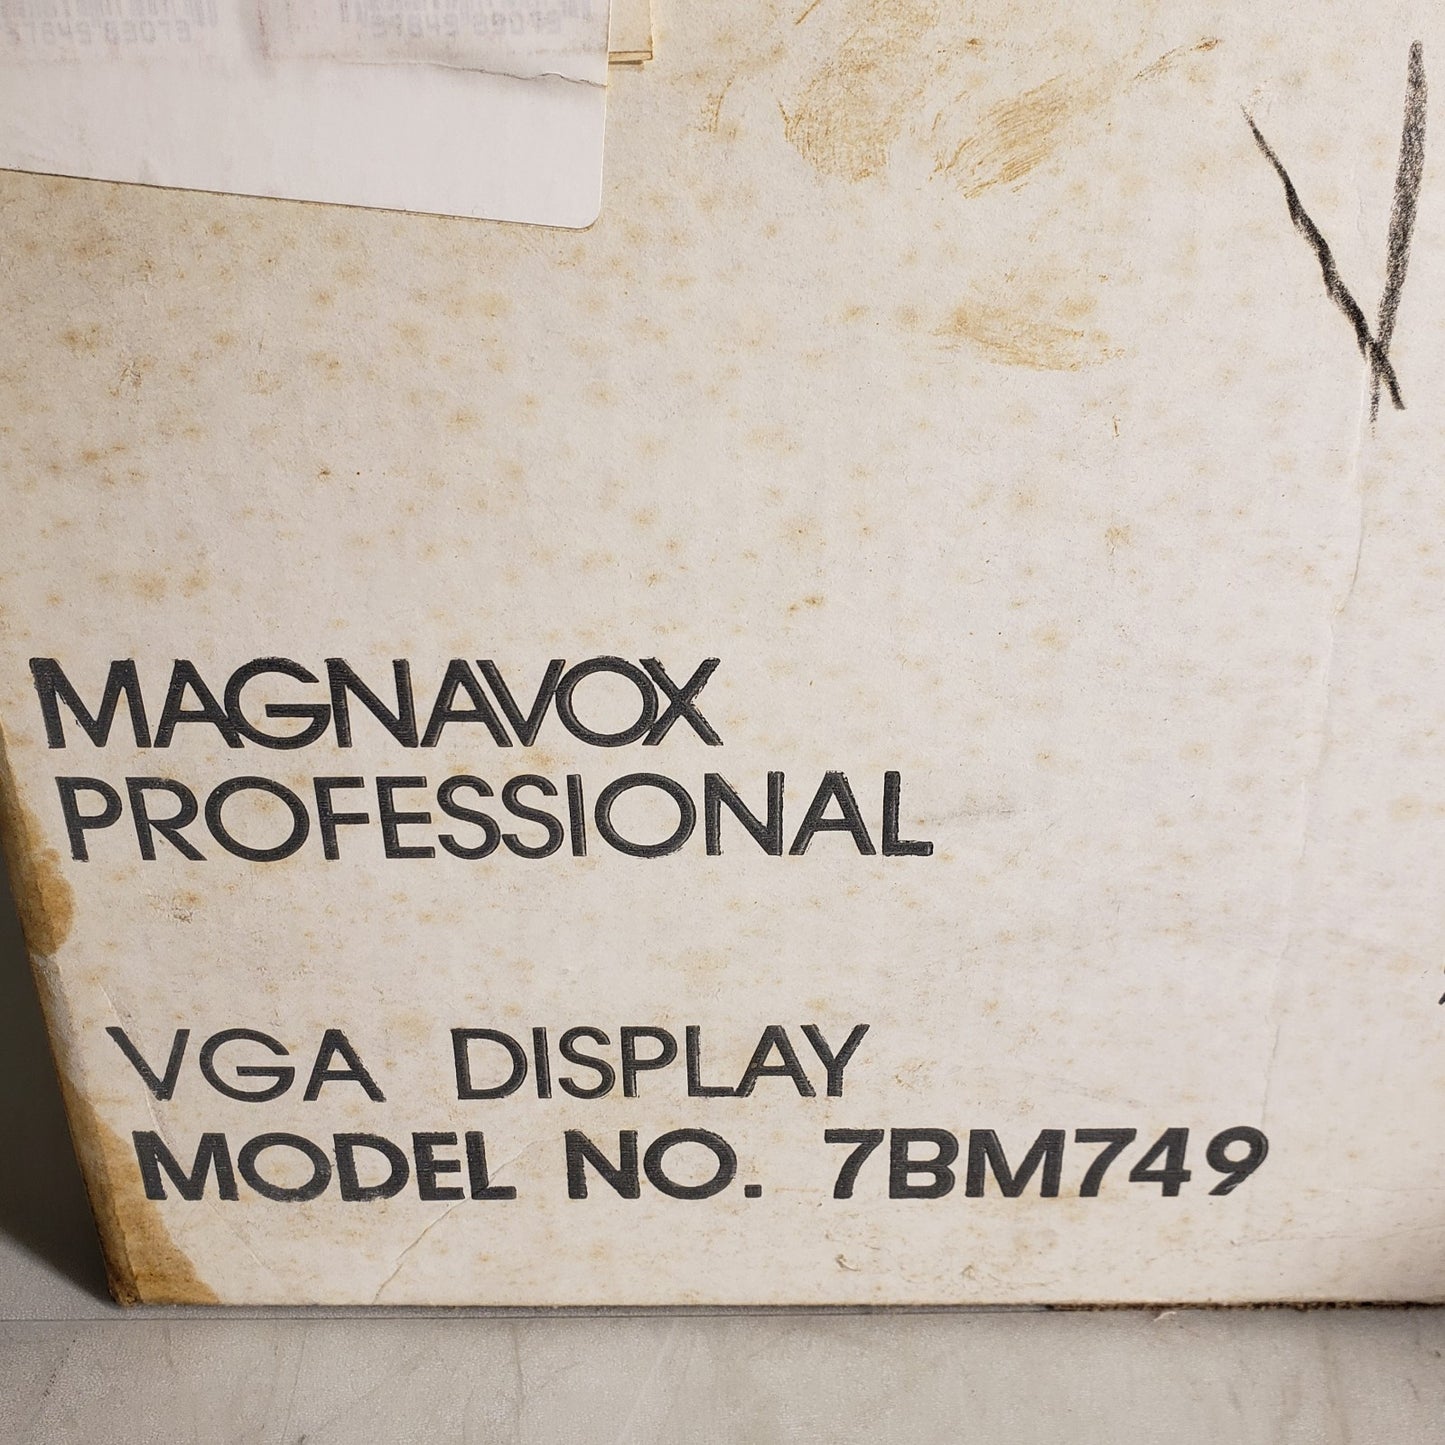 MAGNAVOX
PROFESSIONAL
VGA DISPLAY
MODEL NO. 7BM749